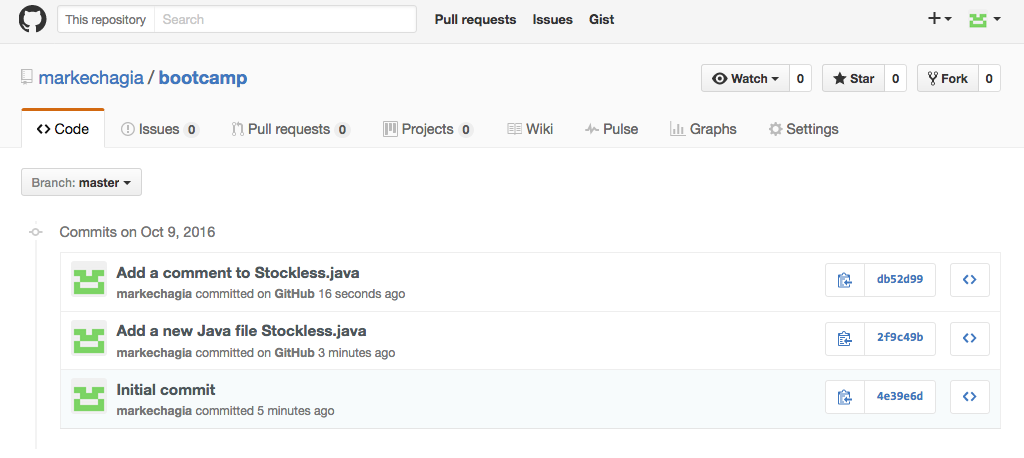 This repository Search Pull requests Issues Gist
markechagia / bootcamp Watch 0 Star 0 Fork 0
Code Issues 0 Pull requests 0 Projects 0 Wiki Pulse Graphs Settings
Branch: master
Commits on Oct 9, 2016
Add a comment to Stockless.java
markechagia committed on GitHub 16 seconds ago
db52d99
Add a new Java file Stockless.java
markechagia committed on GitHub 3 minutes ago
2f9c49b
Initial commit
markechagia committed 5 minutes ago
4e39e6d